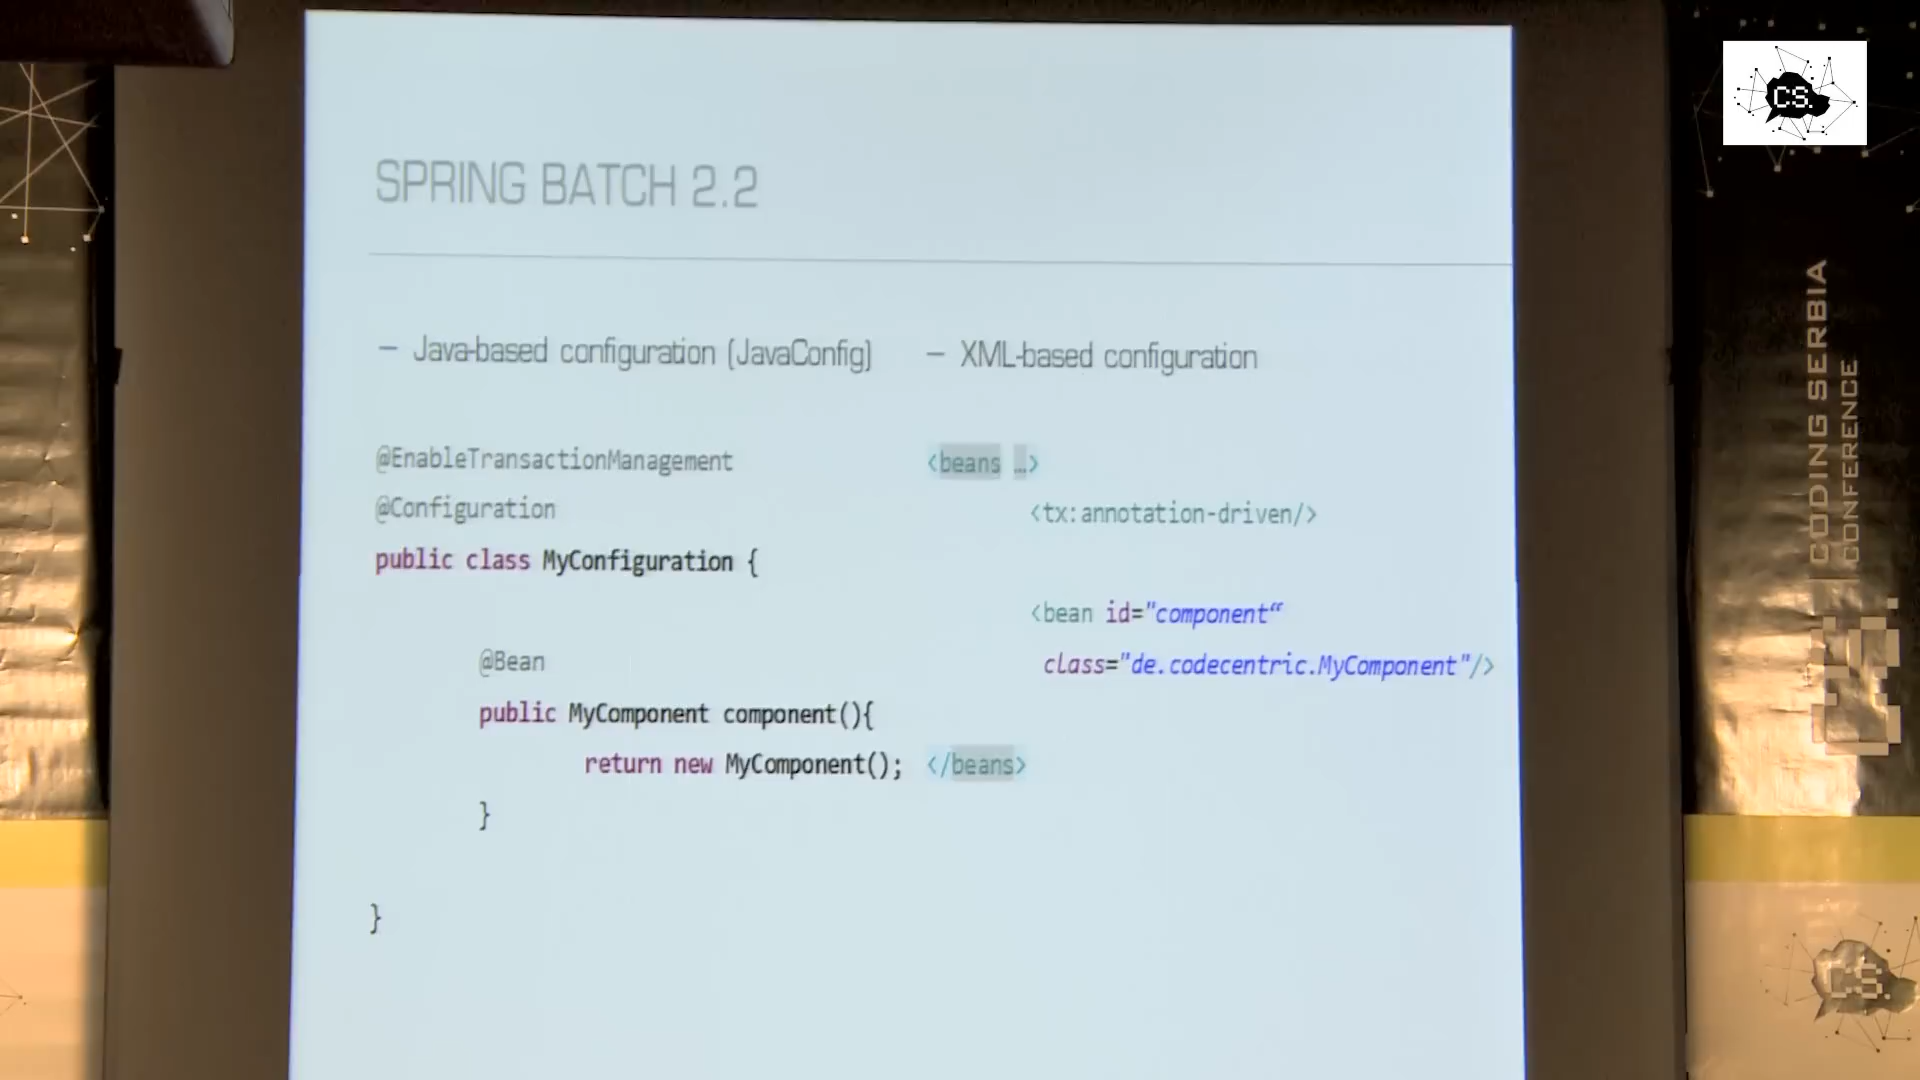 CS.
SPRING BATCH 2.2
– Java-based configuration (JavaConfig)
@EnableTransactionManagement
@Configuration
public class MyConfiguration {
@Bean
public MyComponent component(){
return new MyComponent();
}
}
– XML-based configuration
<beans …>
<tx:annotation-driven/>
<bean id="component“
class="de.codecentric.MyComponent"/>
</beans>
CODING SERBIA
CONFERENCE
CS.